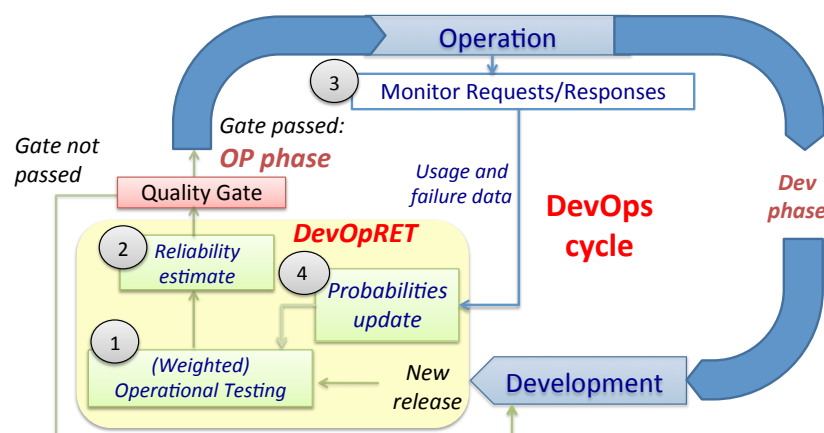 Operation
3
Monitor Requests/Responses
Gate not
passed
Gate passed:
OP phase
Usage and
failure data
Dev
phase
Quality Gate
DevOps
cycle
DevOpRET
2
Reliability
estimate
4
Probabilities
update
1
(Weighted)
Operational Testing
New
release
Development